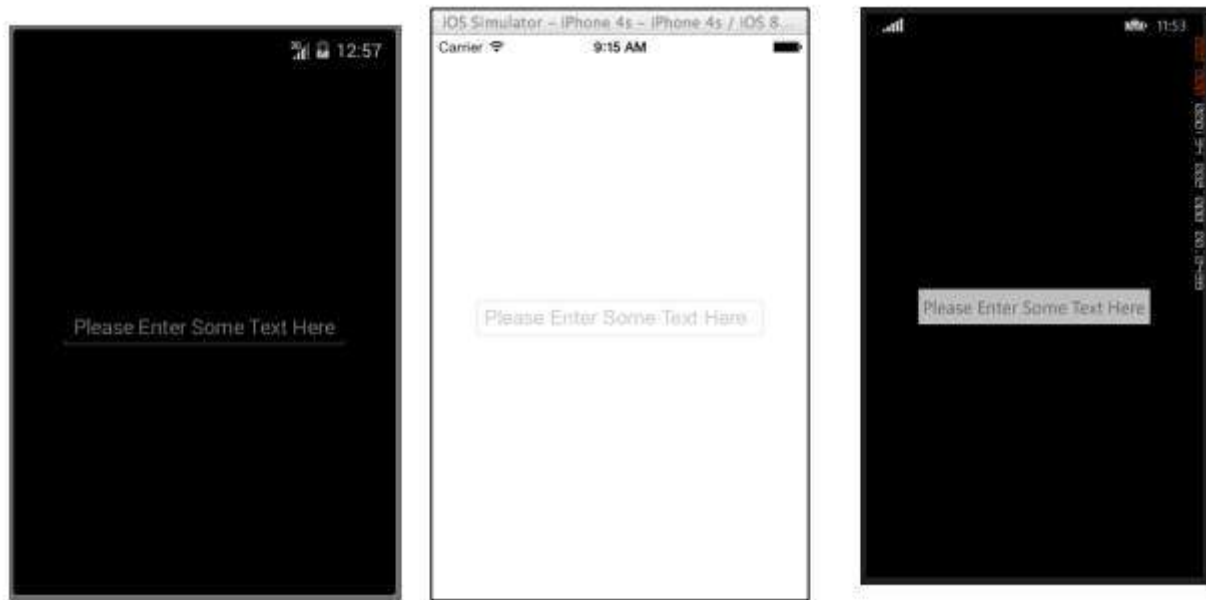 3G 12:57
Please Enter Some Text Here
iOS Simulator – iPhone 4s – iPhone 4s / iOS 8...
Carrier 9:15 AM
Please Enter Some Text Here
11:53
Please Enter Some Text Here